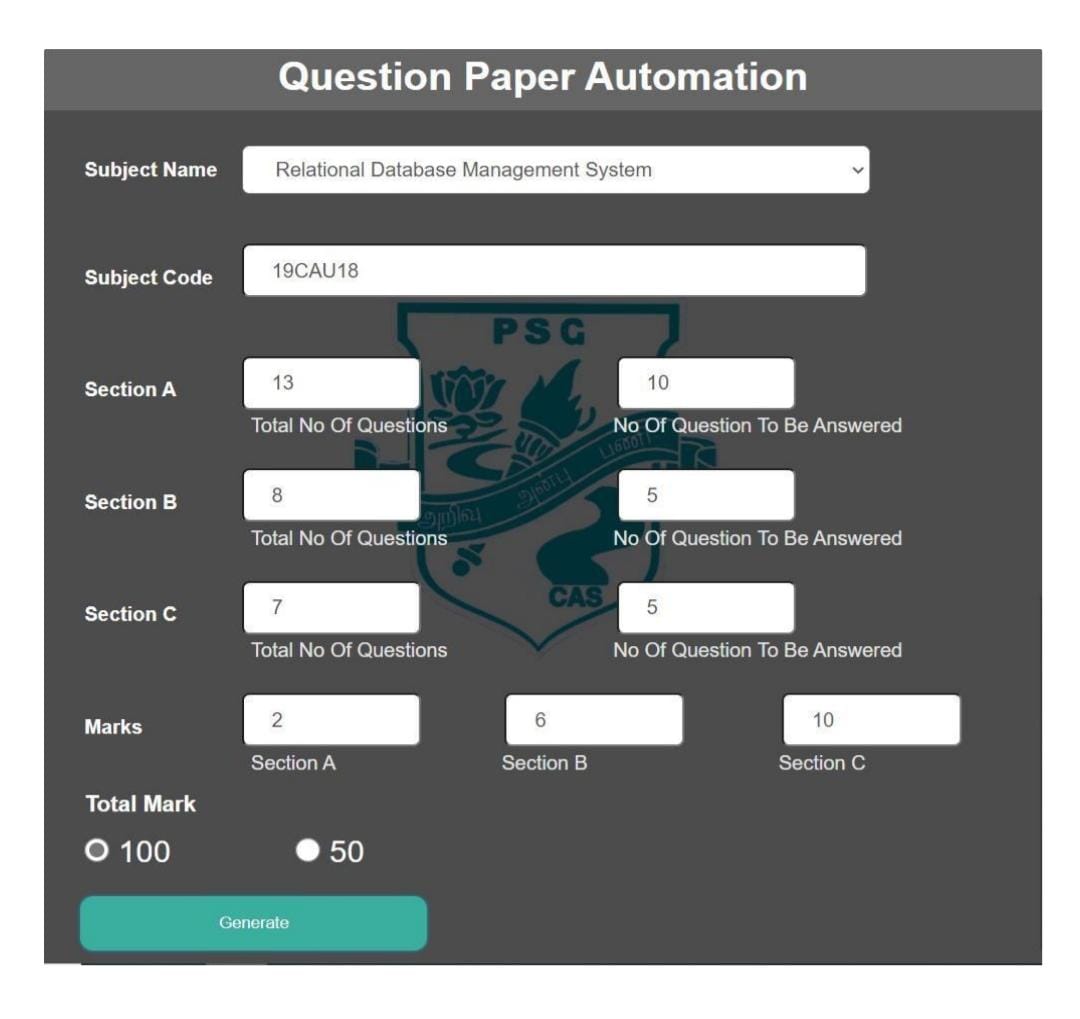 Question Paper Automation
Subject Name Relational Database Management System
Subject Code 19CAU18
PSG
Section A 13 10
Total No Of Questions No Of Question To Be Answered
பணி
Section B 8 5
அறிவு அன்பு
Total No Of Questions No Of Question To Be Answered
CAS
Section C 7 5
Total No Of Questions No Of Question To Be Answered
Marks 2 6 10
Section A Section B Section C
Total Mark
100 50
Generate